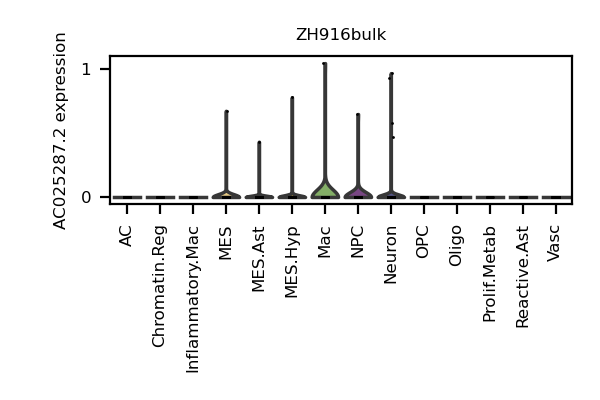 ZH916bulk
AC025287.2 expression
1
0
AC
Chromatin.Reg
Inflammatory.Mac
MES
MES.Ast
MES.Hyp
Mac
NPC
Neuron
OPC
Oligo
Prolif.Metab
Reactive.Ast
Vasc